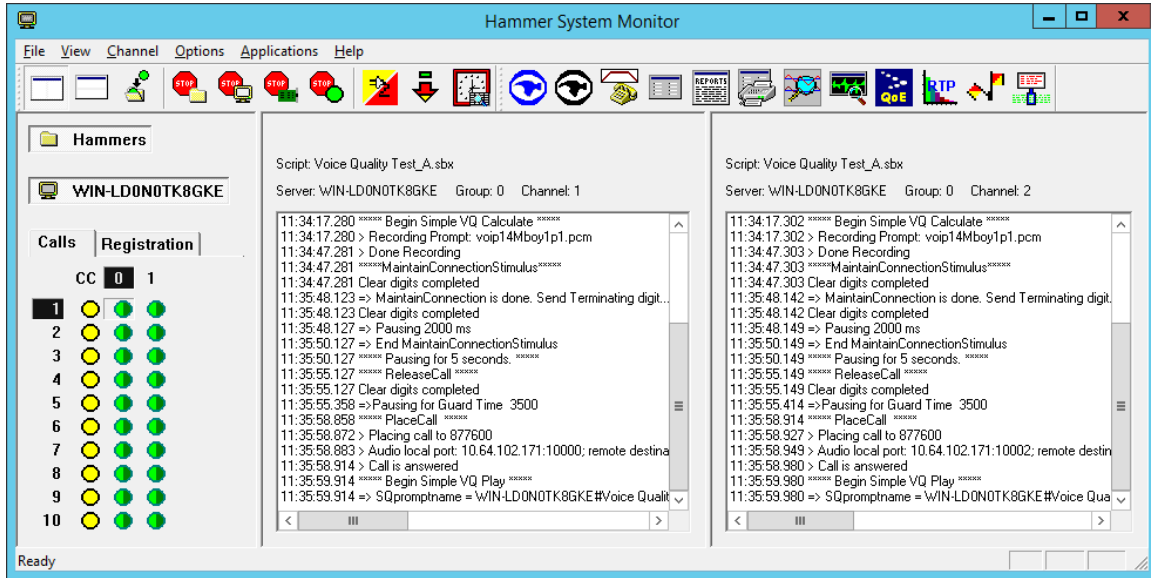 Hammer System Monitor
File View Channel Options Applications Help
STOP STOP STOP STOP REPORTS QoE RTP
Hammers
WIN-LD0N0TK8GKE
Calls Registration
CC 0 1
1
2
3
4
5
6
7
8
9
10
Script: Voice Quality Test_A.sbx
Server: WIN-LD0N0TK8GKE Group: 0 Channel: 1
11:34:17.280 ***** Begin Simple VQ Calculate *****
11:34:17.280 > Recording Prompt: voip14Mboy1p1.pcm
11:34:47.281 > Done Recording
11:34:47.281 *****MaintainConnectionStimulus*****
11:34:47.281 Clear digits completed
11:35:48.123 => MaintainConnection is done. Send Terminating digit...
11:35:48.123 Clear digits completed
11:35:48.127 => Pausing 2000 ms
11:35:50.127 => End MaintainConnectionStimulus
11:35:50.127 ***** Pausing for 5 seconds. *****
11:35:55.127 ***** ReleaseCall *****
11:35:55.127 Clear digits completed
11:35:55.358 =>Pausing for Guard Time 3500
11:35:58.858 ***** PlaceCall *****
11:35:58.872 > Placing call to 877600
11:35:58.883 > Audio local port: 10.64.102.171:10000; remote destina
11:35:58.914 > Call is answered
11:35:59.914 ***** Begin Simple VQ Play *****
11:35:59.914 => SQpromptname = WIN-LD0N0TK8GKE#Voice Qualit
Script: Voice Quality Test_A.sbx
Server: WIN-LD0N0TK8GKE Group: 0 Channel: 2
11:34:17.302 ***** Begin Simple VQ Calculate *****
11:34:17.302 > Recording Prompt: voip14Mboy1p1.pcm
11:34:47.303 > Done Recording
11:34:47.303 *****MaintainConnectionStimulus*****
11:34:47.303 Clear digits completed
11:35:48.142 => MaintainConnection is done. Send Terminating digit.
11:35:48.142 Clear digits completed
11:35:48.149 => Pausing 2000 ms
11:35:50.149 => End MaintainConnectionStimulus
11:35:50.149 ***** Pausing for 5 seconds. *****
11:35:55.149 ***** ReleaseCall *****
11:35:55.149 Clear digits completed
11:35:55.414 =>Pausing for Guard Time 3500
11:35:58.914 ***** PlaceCall *****
11:35:58.927 > Placing call to 877600
11:35:58.949 > Audio local port: 10.64.102.171:10002; remote destin
11:35:58.980 > Call is answered
11:35:59.980 ***** Begin Simple VQ Play *****
11:35:59.980 => SQpromptname = WIN-LD0N0TK8GKE#Voice Qua
Ready